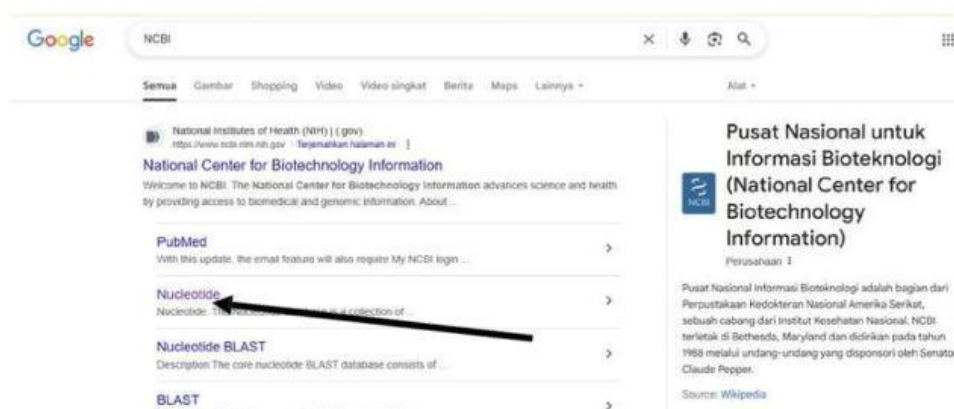 Google
NCBI
Semua Gambar Shopping Video Video singkat Berita Maps Lainnya
Alat
National Institutes of Health (NIH) | (.gov)
https://www.ncbi.nlm.nih.gov Terjemahkan halaman ini
National Center for Biotechnology Information
Welcome to NCBI. The National Center for Biotechnology Information advances science and health
by providing access to biomedical and genomic information. About ...
PubMed
With this update, the email feature will also require My NCBI login ...
Nucleotide
Nucleotide. The is a collection of ...
Nucleotide BLAST
Description The core nucleotide BLAST database consists of ...
BLAST
Pusat Nasional untuk
Informasi Bioteknologi
(National Center for
Biotechnology
Information)
NCBI
Perusahaan
Pusat Nasional Informasi Bioteknologi adalah bagian dari
Perpustakaan Kedokteran Nasional Amerika Serikat,
sebuah cabang dari Institut Kesehatan Nasional. NCBI
terletak di Bethesda, Maryland dan didirikan pada tahun
1988 melalui undang-undang yang disponsori oleh Senator
Claude Pepper.
Source: Wikipedia